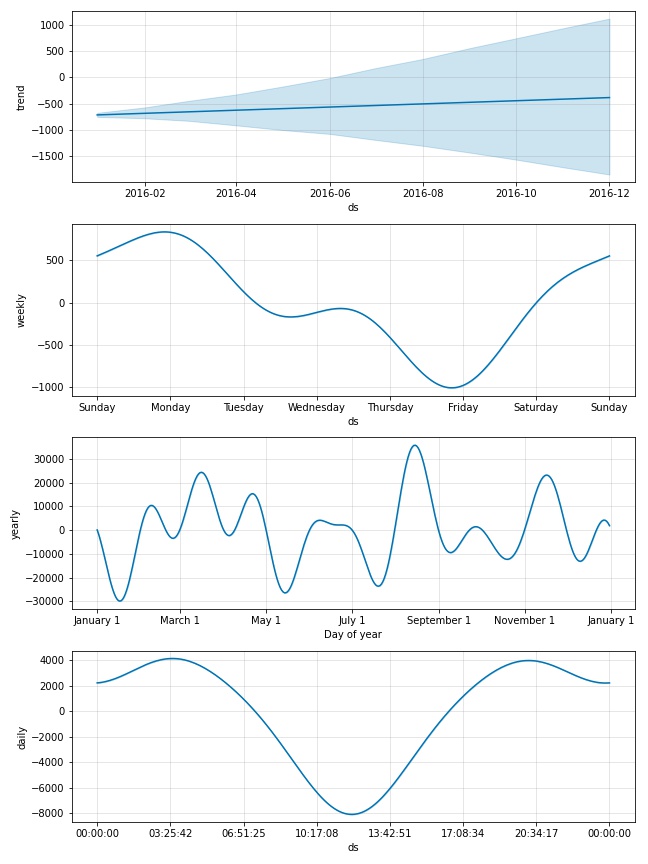 1000
500
0
−500
−1000
−1500
trend
2016-02 2016-04 2016-06 2016-08 2016-10 2016-12
ds
500
0
−500
−1000
weekly
Sunday Monday Tuesday Wednesday Thursday Friday Saturday Sunday
ds
30000
20000
10000
0
−10000
−20000
−30000
yearly
January 1 March 1 May 1 July 1 September 1 November 1 January 1
Day of year
4000
2000
0
−2000
−4000
−6000
−8000
daily
00:00:00 03:25:42 06:51:25 10:17:08 13:42:51 17:08:34 20:34:17 00:00:00
ds